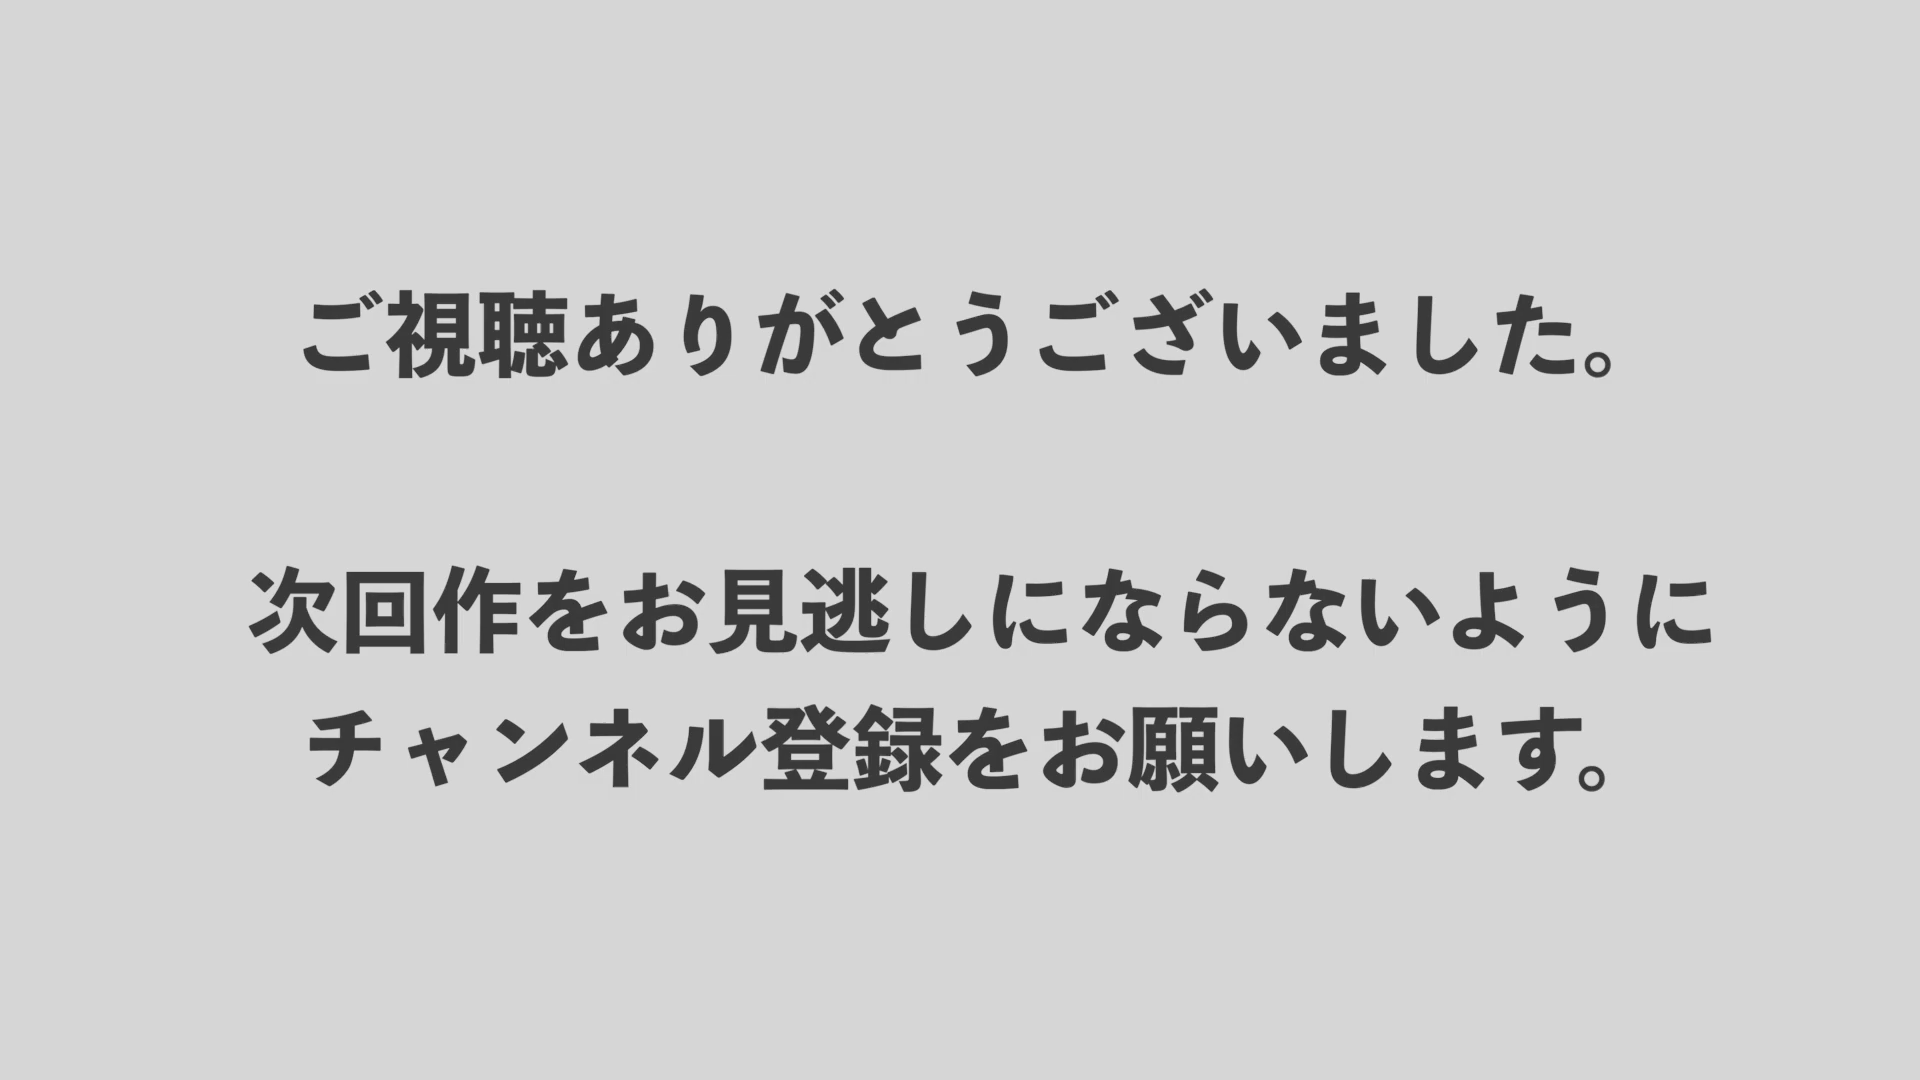 ご視聴ありがとうございました。
次回作をお見逃しにならないように
チャンネル登録をお願いします。